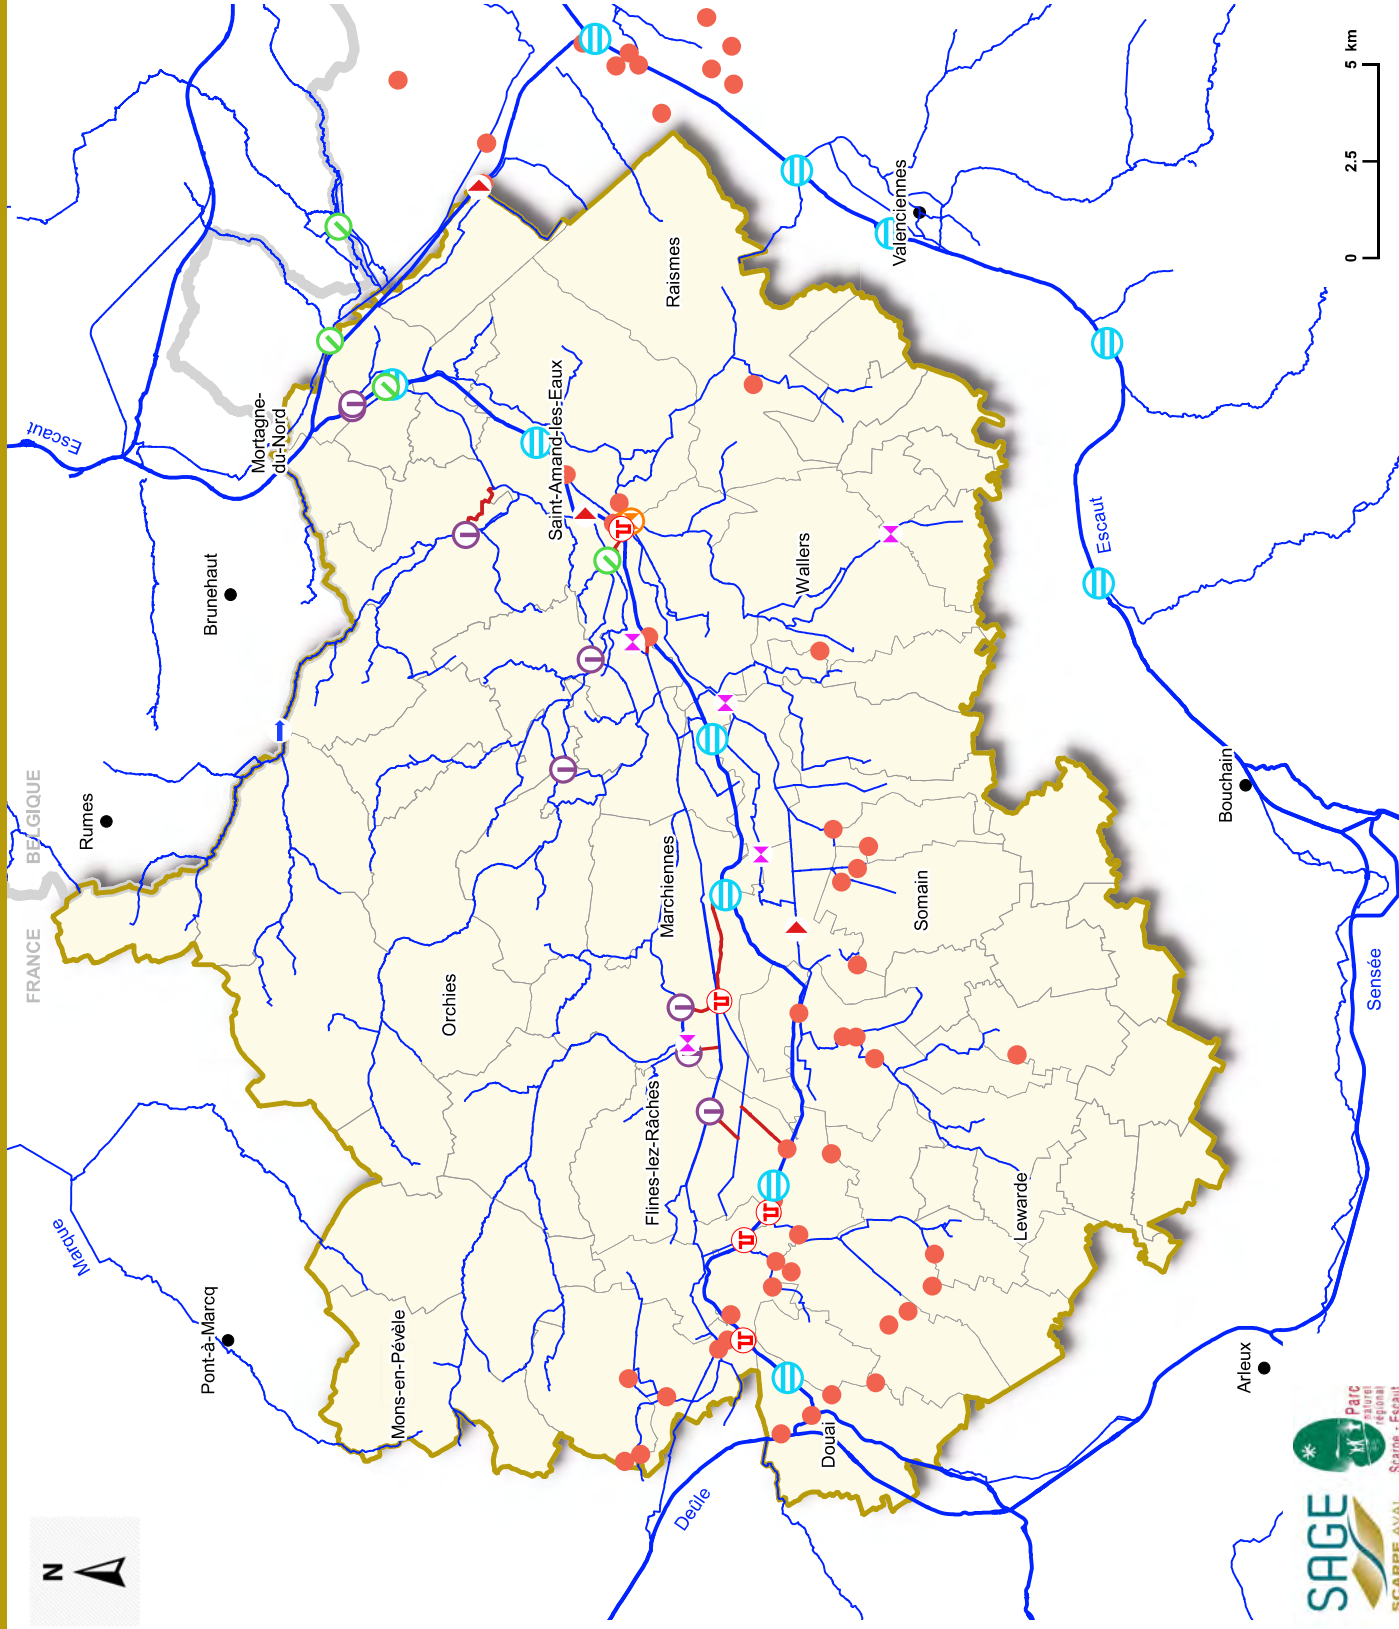 FRANCE
BELGIQUE
Rumes
Brunehaut
Escaut
Mortagne-
du-Nord
Marque
Pont-à-Marcq
Mons-en-Pévèle
Orchies
Saint-Amand-les-Eaux
Raismes
Valenciennes
Wallers
Marchiennes
Flines-lez-Râches
Somain
Lewarde
Douai
Deûle
Escaut
Bouchain
Sensée
Arleux
0
2.5
5 km
N
SAGE
SCARPE AVAL
Parc
naturel
régional
Scarpe - Escaut